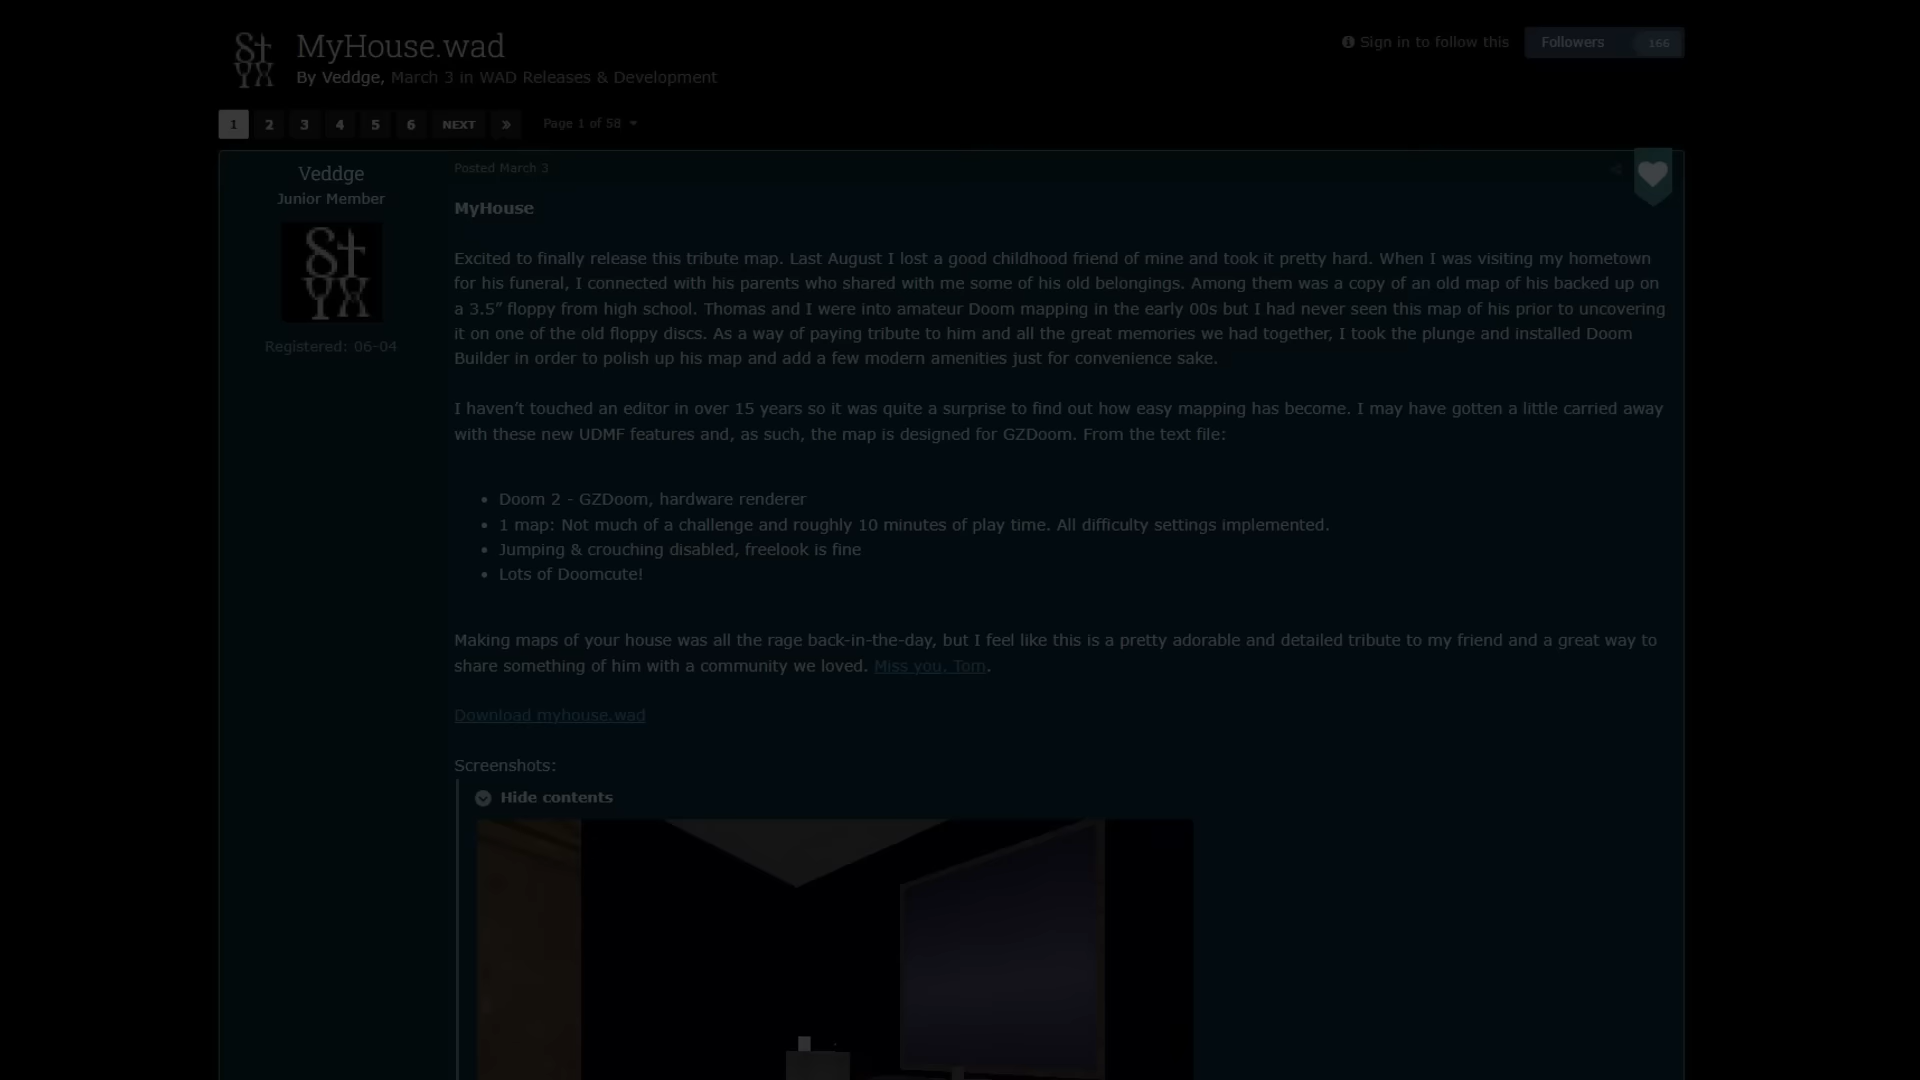 MyHouse.wad
By Veddge, March 3 in WAD Releases & Development
Sign in to follow this
Followers 166
1 2 3 4 5 6 NEXT » Page 1 of 58
Veddge
Junior Member
Registered: 06-04
Posted March 3
MyHouse
Excited to finally release this tribute map. Last August I lost a good childhood friend of mine and took it pretty hard. When I was visiting my hometown
for his funeral, I connected with his parents who shared with me some of his old belongings. Among them was a copy of an old map of his backed up on
a 3.5” floppy from high school. Thomas and I were into amateur Doom mapping in the early 00s but I had never seen this map of his prior to uncovering
it on one of the old floppy discs. As a way of paying tribute to him and all the great memories we had together, I took the plunge and installed Doom
Builder in order to polish up his map and add a few modern amenities just for convenience sake.
I haven’t touched an editor in over 15 years so it was quite a surprise to find out how easy mapping has become. I may have gotten a little carried away
with these new UDMF features and, as such, the map is designed for GZDoom. From the text file:
• Doom 2 - GZDoom, hardware renderer
• 1 map: Not much of a challenge and roughly 10 minutes of play time. All difficulty settings implemented.
• Jumping & crouching disabled, freelook is fine
• Lots of Doomcute!
Making maps of your house was all the rage back-in-the-day, but I feel like this is a pretty adorable and detailed tribute to my friend and a great way to
share something of him with a community we loved. Miss you, Tom.
Download myhouse.wad
Screenshots:
Hide contents